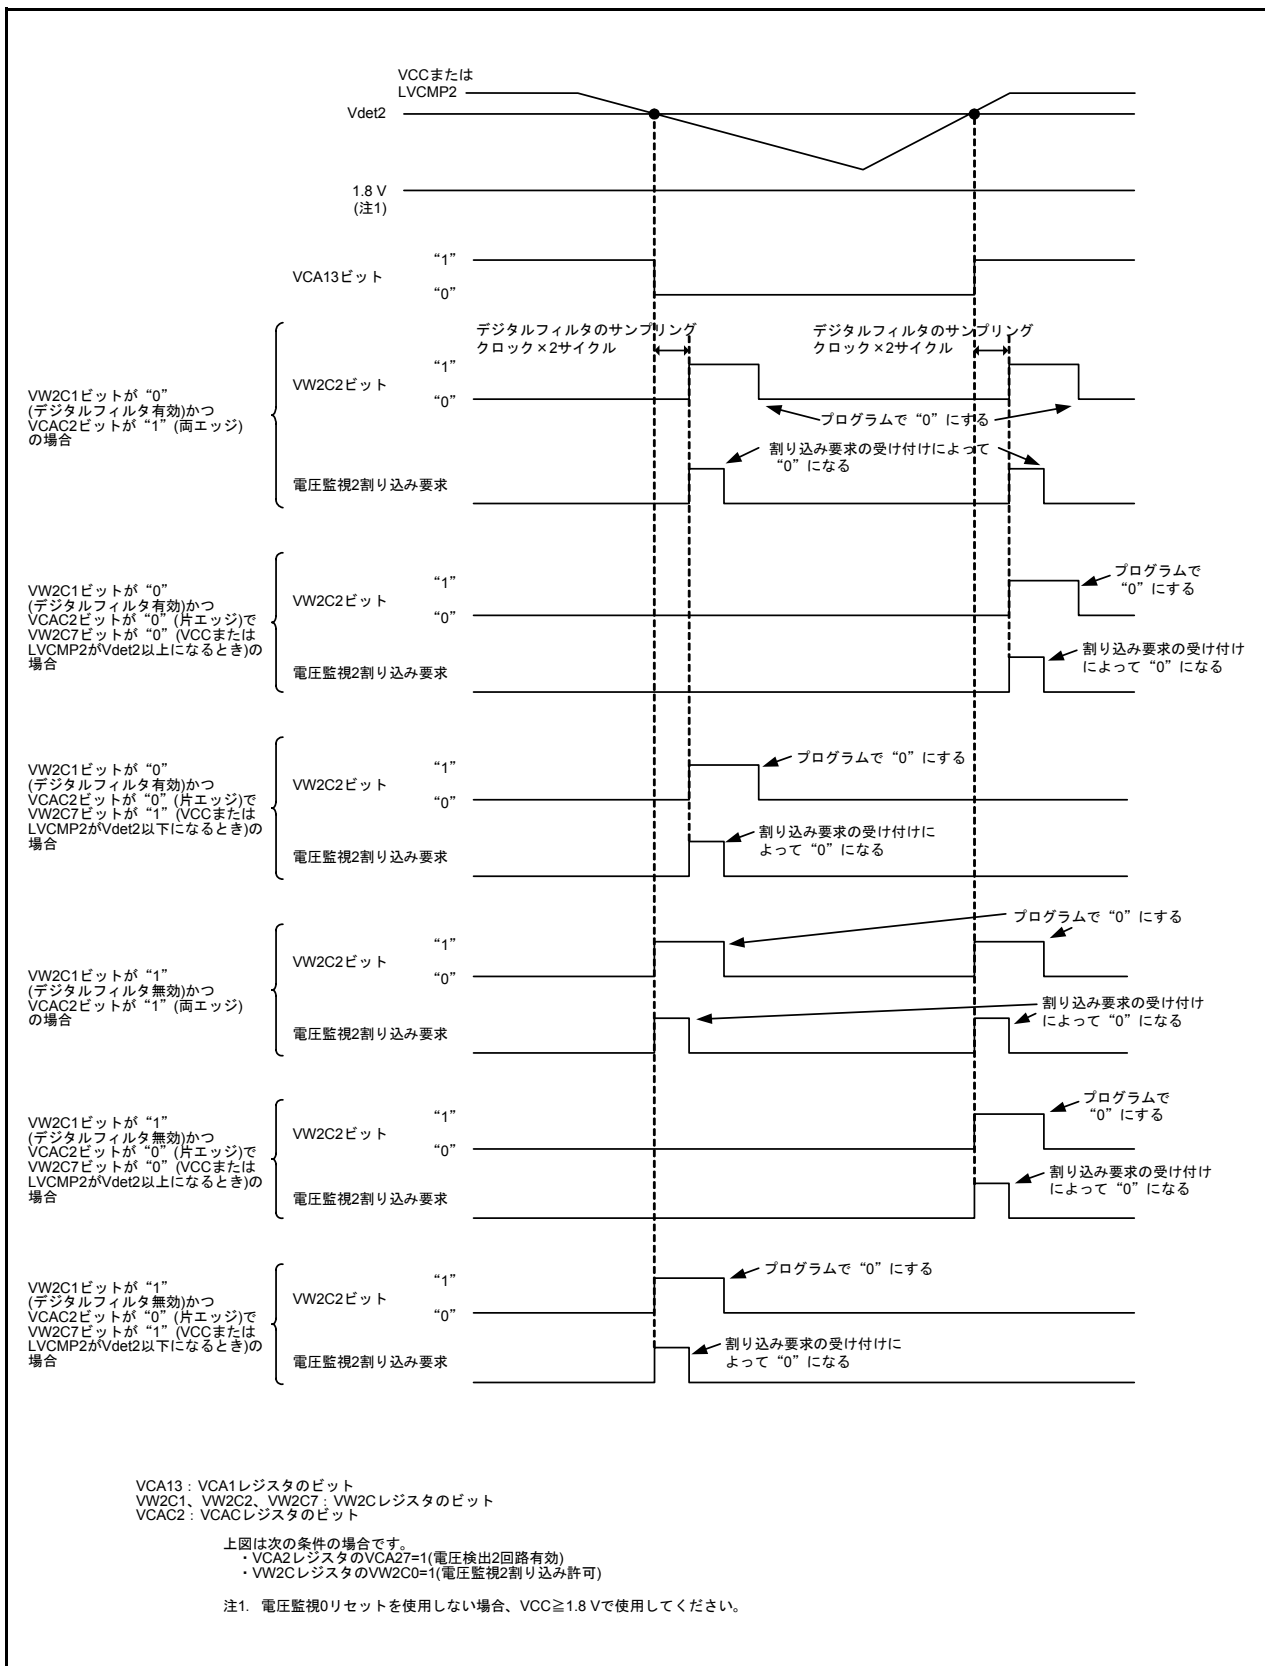 VCCまたは
LVCMP2
Vdet2
1.8 V
(注1)
VCA13ビット
“1”
“0”
VW2C1ビットが“0”
(デジタルフィルタ有効)かつ
VCAC2ビットが“1”(両エッジ)
の場合
デジタルフィルタのサンプリング
クロック×2サイクル
デジタルフィルタのサンプリング
クロック×2サイクル
VW2C2ビット
“1”
“0”
プログラムで“0”にする
割り込み要求の受け付けによって
“0”になる
電圧監視2割り込み要求
VW2C1ビットが“0”
(デジタルフィルタ有効)かつ
VCAC2ビットが“0”(片エッジ)で
VW2C7ビットが“0”(VCCまたは
LVCMP2がVdet2以上になるとき)の
場合
VW2C2ビット
“1”
“0”
プログラムで
“0”にする
電圧監視2割り込み要求
割り込み要求の受け付け
によって“0”になる
VW2C1ビットが“0”
(デジタルフィルタ有効)かつ
VCAC2ビットが“0”(片エッジ)で
VW2C7ビットが“1”(VCCまたは
LVCMP2がVdet2以下になるとき)の
場合
VW2C2ビット
“1”
“0”
プログラムで“0”にする
電圧監視2割り込み要求
割り込み要求の受け付けに
よって“0”になる
VW2C1ビットが“1”
(デジタルフィルタ無効)かつ
VCAC2ビットが“1”(両エッジ)
の場合
VW2C2ビット
“1”
“0”
プログラムで“0”にする
電圧監視2割り込み要求
割り込み要求の受け付け
によって“0”になる
VW2C1ビットが“1”
(デジタルフィルタ無効)かつ
VCAC2ビットが“0”(片エッジ)で
VW2C7ビットが“0”(VCCまたは
LVCMP2がVdet2以上になるとき)の
場合
VW2C2ビット
“1”
“0”
プログラムで
“0”にする
電圧監視2割り込み要求
割り込み要求の受け付け
によって“0”になる
VW2C1ビットが“1”
(デジタルフィルタ無効)かつ
VCAC2ビットが“0”(片エッジ)で
VW2C7ビットが“1”(VCCまたは
LVCMP2がVdet2以下になるとき)の
場合
VW2C2ビット
“1”
“0”
プログラムで“0”にする
電圧監視2割り込み要求
割り込み要求の受け付けに
よって“0”になる
VCA13：VCA1レジスタのビット
VW2C1、VW2C2、VW2C7：VW2Cレジスタのビット
VCAC2：VCACレジスタのビット
上図は次の条件の場合です。
・VCA2レジスタのVCA27=1(電圧検出2回路有効)
・VW2CレジスタのVW2C0=1(電圧監視2割り込み許可)
注1. 電圧監視0リセットを使用しない場合、VCC≧1.8 Vで使用してください。